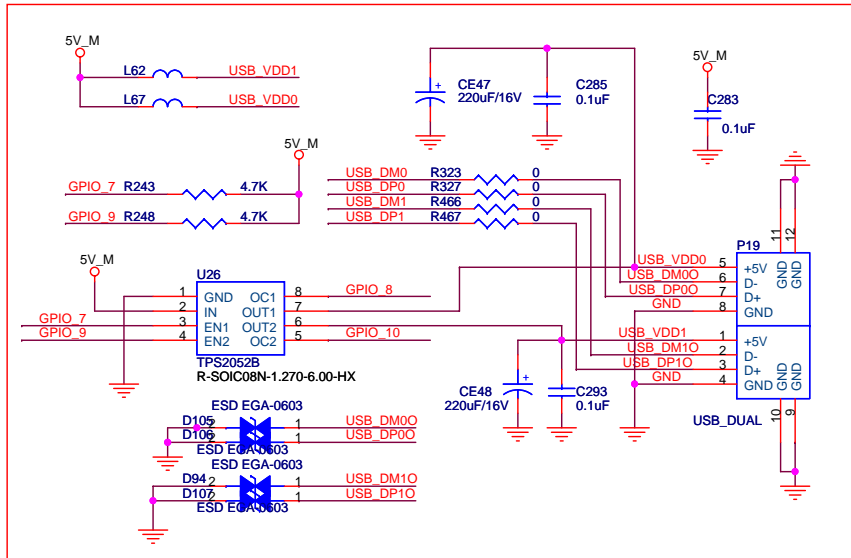 5V_M
L62 USB_VDD1
L67 USB_VDD0
CE47
220uF/16V
+
C285
0.1uF
5V_M
C283
0.1uF
5V_M
GPIO_7 R243 4.7K
GPIO_9 R248 4.7K
USB_DM0 R323 0
USB_DP0 R327 0
USB_DM1 R466 0
USB_DP1 R467 0
11 12
GND GND
P19
USB_VDD0 5 +5V
USB_DM0O 6 D-
USB_DP0O 7 D+
GND 8 GND
USB_VDD1 1 +5V
USB_DM1O 2 D-
USB_DP1O 3 D+
GND 4 GND
GND GND
10 9
USB_DUAL
5V_M
U26
1 GND OC1 8 GPIO_8
2 IN OUT1 7
GPIO_7 3 EN1 OUT2 6
GPIO_9 4 EN2 OC2 5 GPIO_10
TPS2052B
R-SOIC08N-1.270-6.00-HX
CE48
220uF/16V
+
C293
0.1uF
ESD EGA-0603
D105 2 1 USB_DM0O
D106 2 1 USB_DP0O
ESD EGA-0603
ESD EGA-0603
D94 2 1 USB_DM1O
D107 2 1 USB_DP1O
ESD EGA-0603